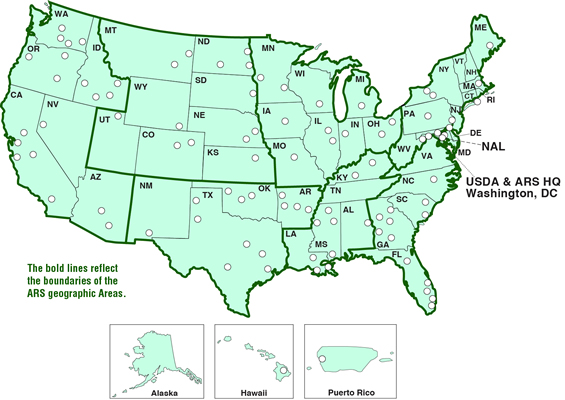 WA
MT
ND
MN
ME
OR
ID
SD
WI
MI
NY
VT
NH
MA
CT
RI
WY
CA
NV
UT
NE
IA
IL
IN
OH
PA
NJ
DE
NAL
MD
CO
KS
MO
WV
VA
KY
USDA & ARS HQ
Washington, DC
AZ
NM
TX
OK
AR
TN
NC
SC
LA
MS
AL
GA
FL
The bold lines reflect
the boundaries of the
ARS geographic Areas.
Alaska
Hawaii
Puerto Rico